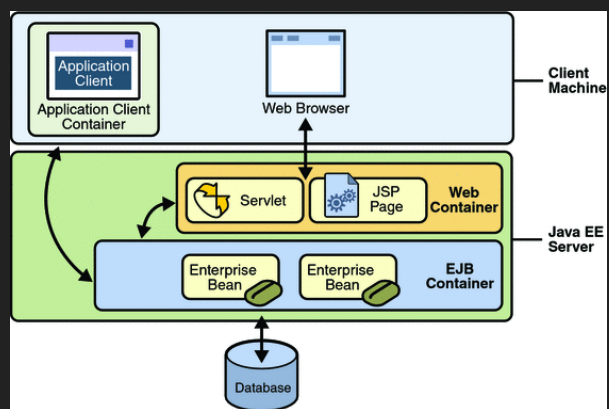 Application
Client
Application Client
Container
Web Browser
Client
Machine
Servlet
JSP
Page
Web
Container
Java EE
Server
Enterprise
Bean
Enterprise
Bean
EJB
Container
Database